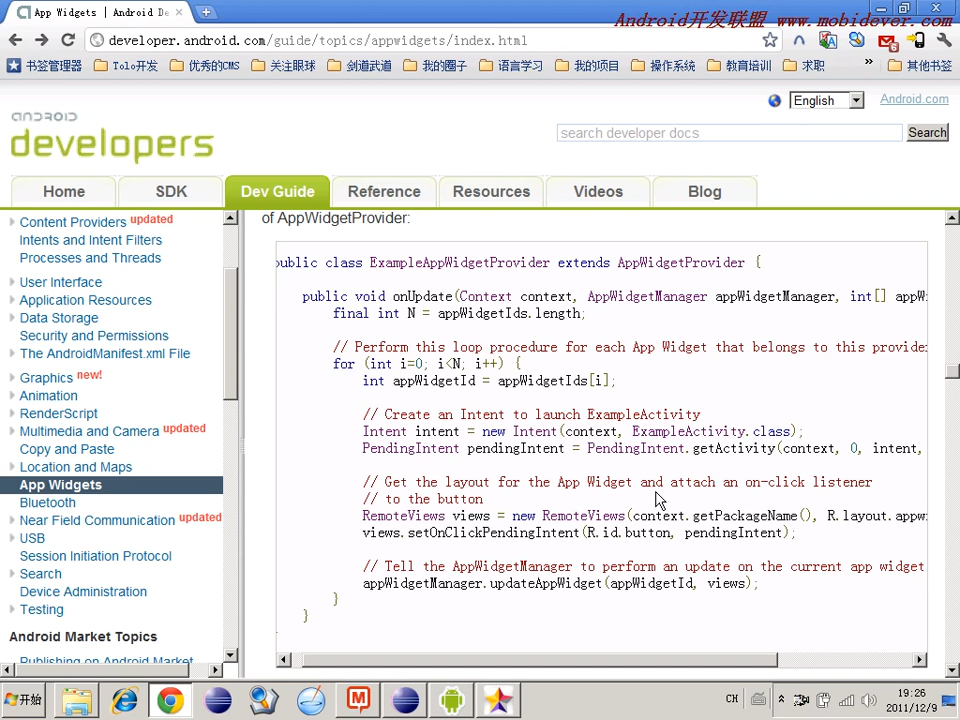 App Widgets | Android De
Android开发联盟 www.mobidever.com
developer.android.com/guide/topics/appwidgets/index.html
6
书签管理器 Tolo开发 优秀的CMS 关注眼球 剑道武道 我的圈子 语言学习 我的项目 操作系统 教育培训 求职 » 其他书签
English Android.com
android
developers
search developer docs Search
Home SDK Dev Guide Reference Resources Videos Blog
Content Providers updated
Intents and Intent Filters
Processes and Threads
User Interface
Application Resources
Data Storage
Security and Permissions
The AndroidManifest.xml File
Graphics new!
Animation
RenderScript
Multimedia and Camera updated
Copy and Paste
Location and Maps
App Widgets
Bluetooth
Near Field Communication updated
USB
Session Initiation Protocol
Search
Device Administration
Testing
Android Market Topics
Publishing on Android Market
of AppWidgetProvider:
public class ExampleAppWidgetProvider extends AppWidgetProvider {
public void onUpdate(Context context, AppWidgetManager appWidgetManager, int[] appWi
final int N = appWidgetIds.length;
// Perform this loop procedure for each App Widget that belongs to this provider
for (int i=0; i<N; i++) {
int appWidgetId = appWidgetIds[i];
// Create an Intent to launch ExampleActivity
Intent intent = new Intent(context, ExampleActivity.class);
PendingIntent pendingIntent = PendingIntent.getActivity(context, 0, intent,
// Get the layout for the App Widget and attach an on-click listener
// to the button
RemoteViews views = new RemoteViews(context.getPackageName(), R.layout.appwi
views.setOnClickPendingIntent(R.id.button, pendingIntent);
// Tell the AppWidgetManager to perform an update on the current app widget
appWidgetManager.updateAppWidget(appWidgetId, views);
}
}
开始
CH
19:26
2011/12/9